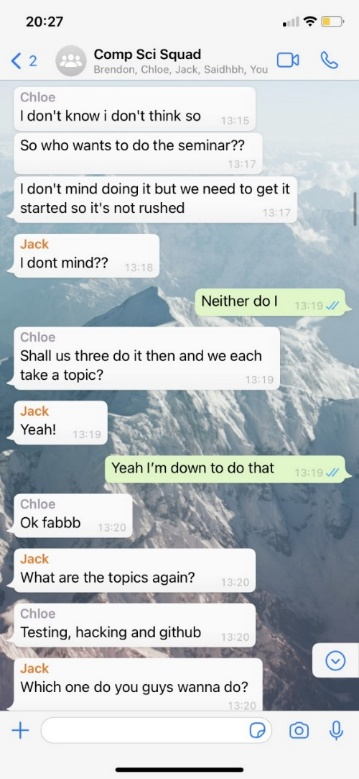 20:27
2
Comp Sci Squad
Brendon, Chloe, Jack, Saidhbh, You
Chloe
I don't know i don't think so
13:15
So who wants to do the seminar??
13:17
I don't mind doing it but we need to get it
started so it's not rushed
13:17
Jack
I dont mind??
13:18
Neither do I
13:19
Chloe
Shall us three do it then and we each
take a topic?
13:19
Jack
Yeah!
13:19
Yeah I'm down to do that
13:19
Chloe
Ok fabbb
13:20
Jack
What are the topics again?
13:20
Chloe
Testing, hacking and github
13:20
Jack
Which one do you guys wanna do?
13:20